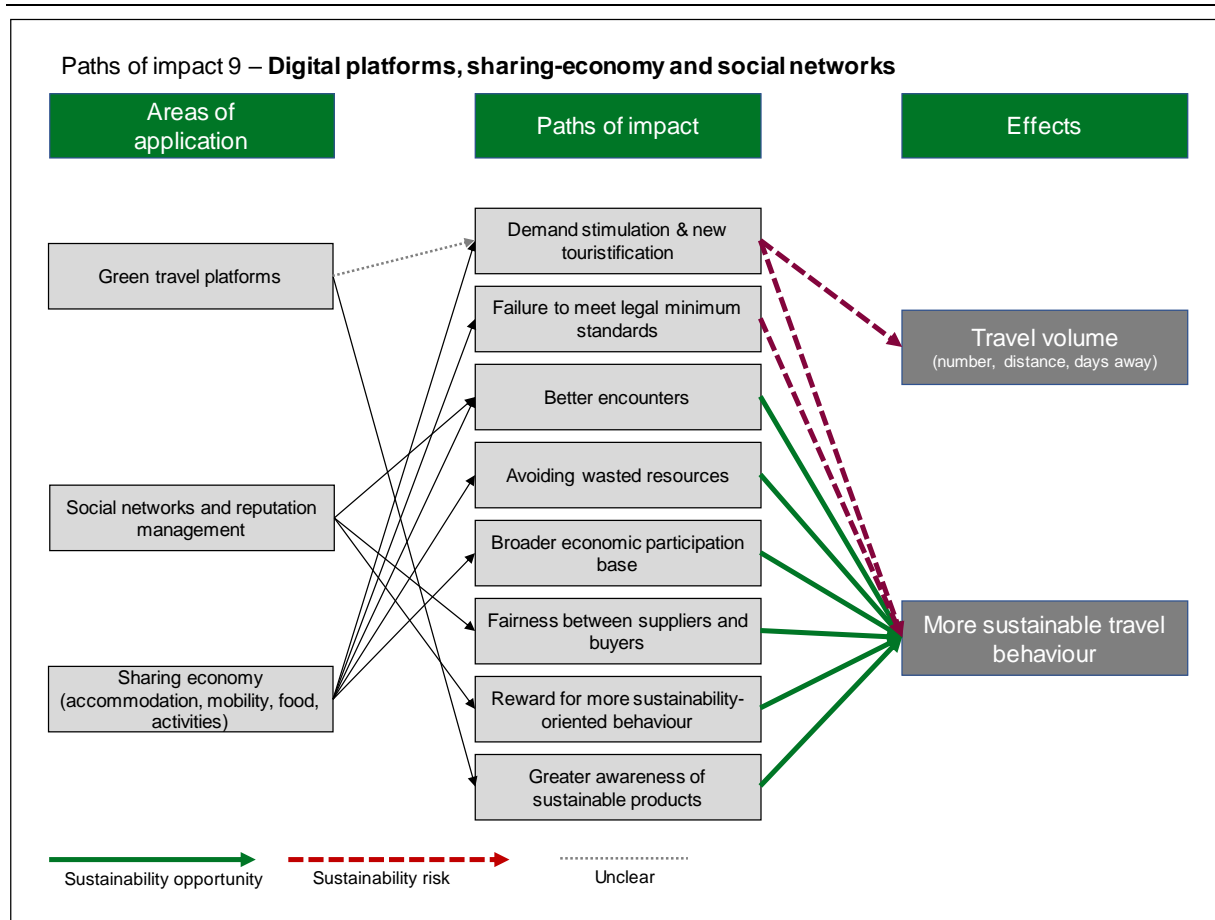 Paths of impact 9 – Digital platforms, sharing-economy and social networks
Areas of
application
Paths of impact
Effects
Green travel platforms
Social networks and reputation
management
Sharing economy
(accommodation, mobility, food,
activities)
Demand stimulation & new
touristification
Failure to meet legal minimum
standards
Better encounters
Avoiding wasted resources
Broader economic participation
base
Fairness between suppliers and
buyers
Reward for more sustainability-
oriented behaviour
Greater awareness of
sustainable products
Travel volume
(number, distance, days away)
More sustainable travel
behaviour
Sustainability opportunity
Sustainability risk
Unclear